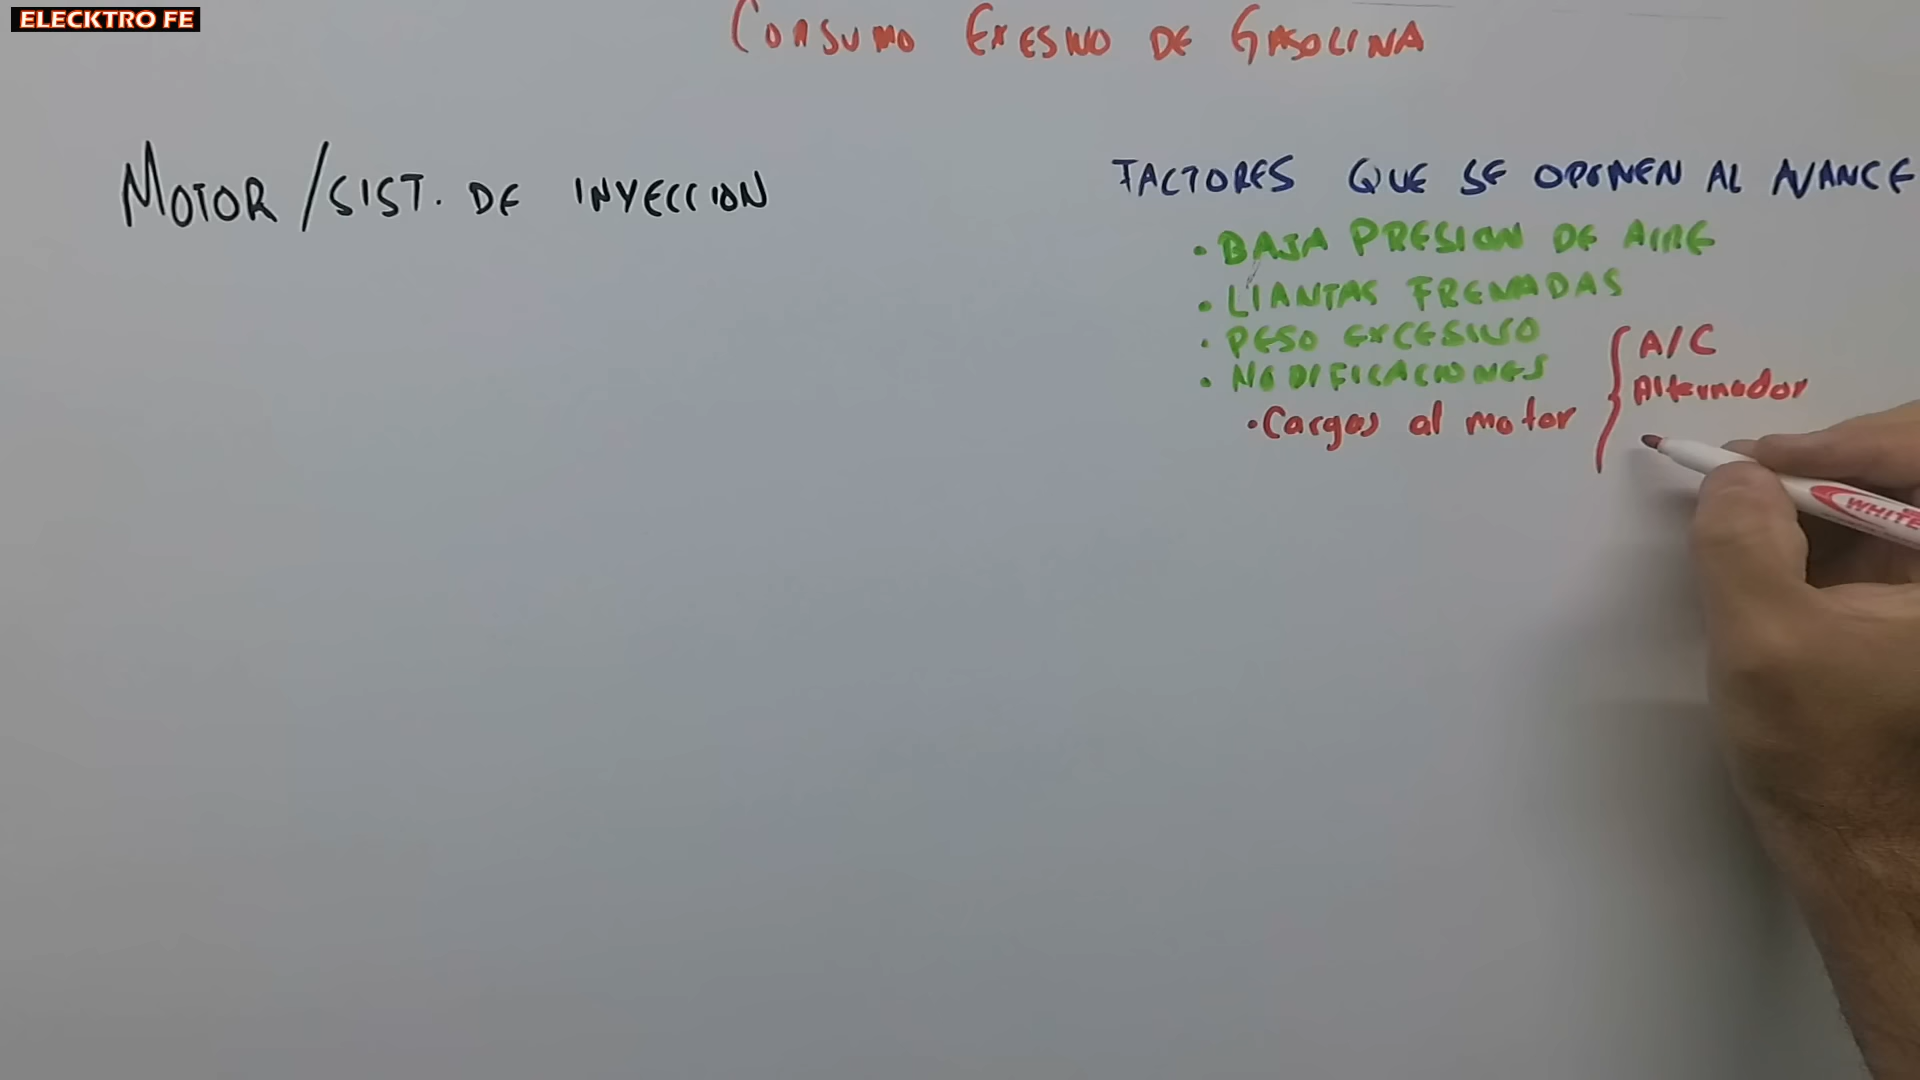 ELECKTRO FE
CONSUMO EXESIVO DE GASOLINA
MOTOR / SIST. DE INYECCION
FACTORES QUE SE OPONEN AL AVANCE
• BAJA PRESION DE AIRE
• LLANTAS FRENADAS
• PESO EXCESIVO
• MODIFICACIONES
• Cargas al motor
A/C
Alternador
WHITE